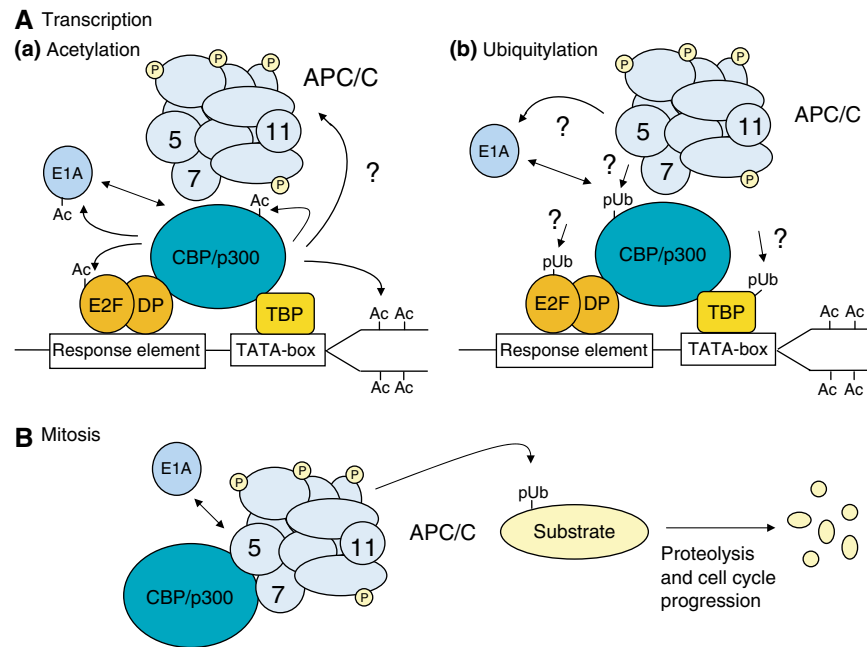 A Transcription
(a) Acetylation
P
P
P
APC/C
5
11
7
P
?
E1A
Ac
Ac
CBP/p300
Ac
E2F
DP
TBP
Ac Ac
Response element
TATA-box
Ac Ac
(b) Ubiquitylation
P
P
P
APC/C
5
11
7
P
?
E1A
?
pUb
CBP/p300
?
pUb
?
pUb
E2F
DP
TBP
Ac Ac
Response element
TATA-box
Ac Ac
B Mitosis
E1A
P
P
P
5
11
7
P
APC/C
CBP/p300
pUb
Substrate
Proteolysis
and cell cycle
progression